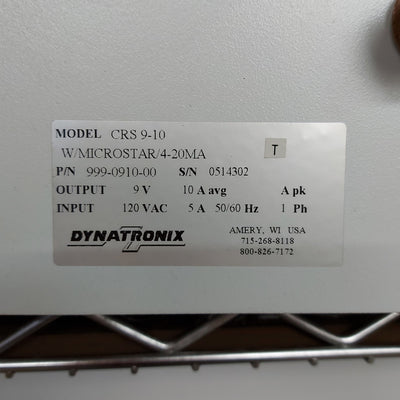 MODEL CRS 9-10
W/MICROSTAR/4-20MA T
P/N 999-0910-00 S/N 0514302
OUTPUT 9 V 10 A avg A pk
INPUT 120 VAC 5 A 50/60 Hz 1 Ph
DYNATRONIX
AMERY, WI USA
715-268-8118
800-826-7172